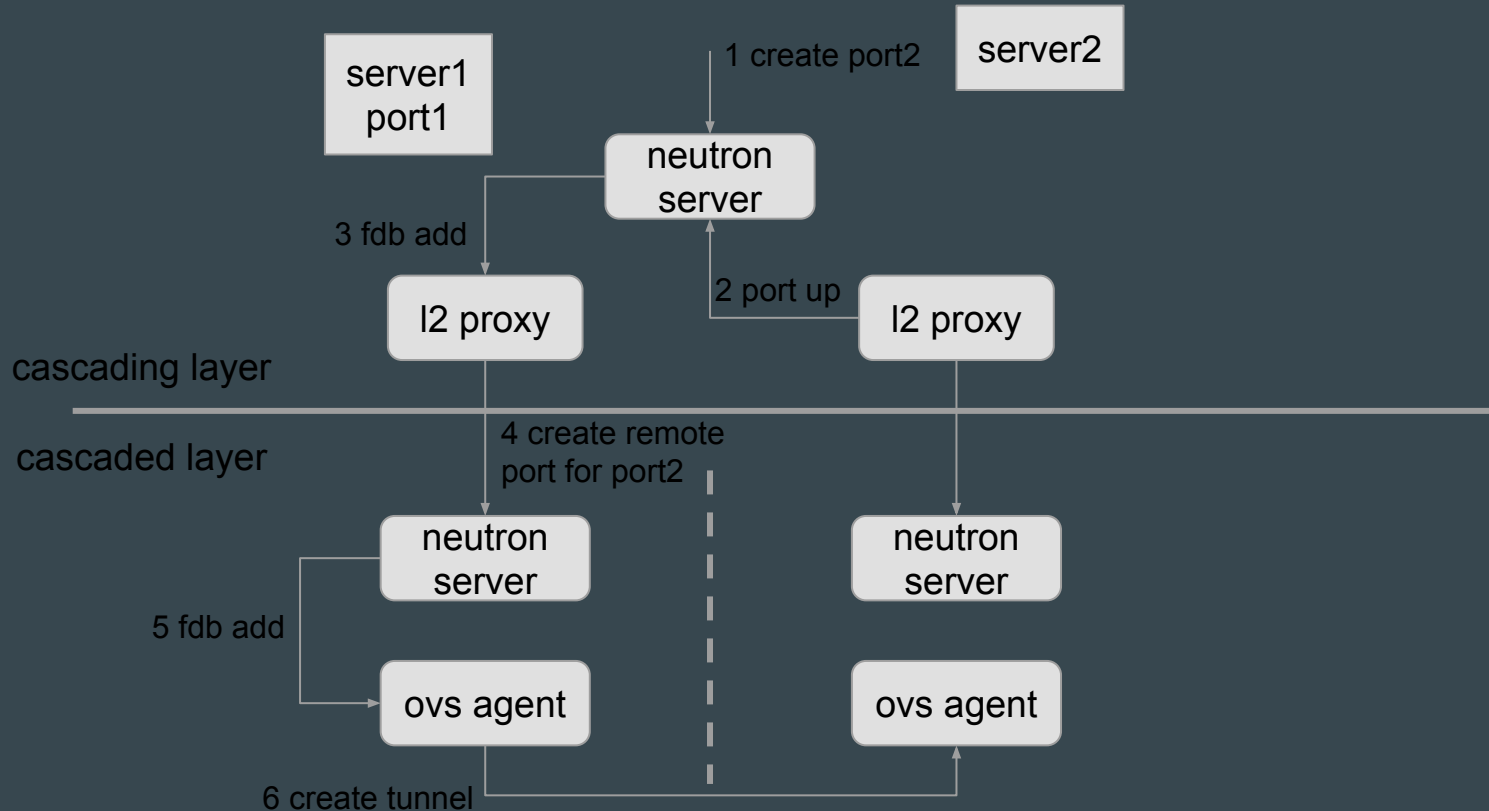 server1
port1
1 create port2
server2
neutron
server
3 fdb add
l2 proxy
2 port up
l2 proxy
cascading layer
cascaded layer
4 create remote
port for port2
neutron
server
neutron
server
5 fdb add
ovs agent
ovs agent
6 create tunnel